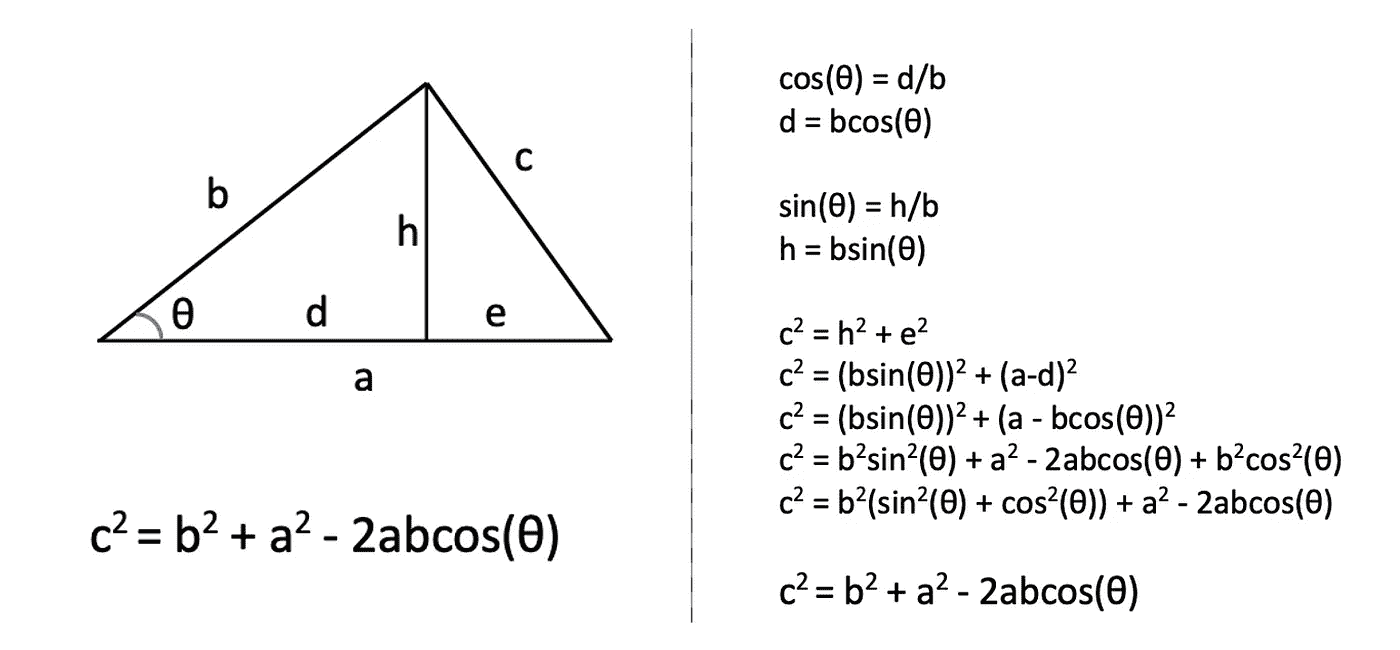 b
c
h
θ
d
e
a
c² = b² + a² - 2abcos(θ)
cos(θ) = d/b
d = bcos(θ)
sin(θ) = h/b
h = bsin(θ)
c² = h² + e²
c² = (bsin(θ))² + (a-d)²
c² = (bsin(θ))² + (a - bcos(θ))²
c² = b²sin²(θ) + a² - 2abcos(θ) + b²cos²(θ)
c² = b²(sin²(θ) + cos²(θ)) + a² - 2abcos(θ)
c² = b² + a² - 2abcos(θ)